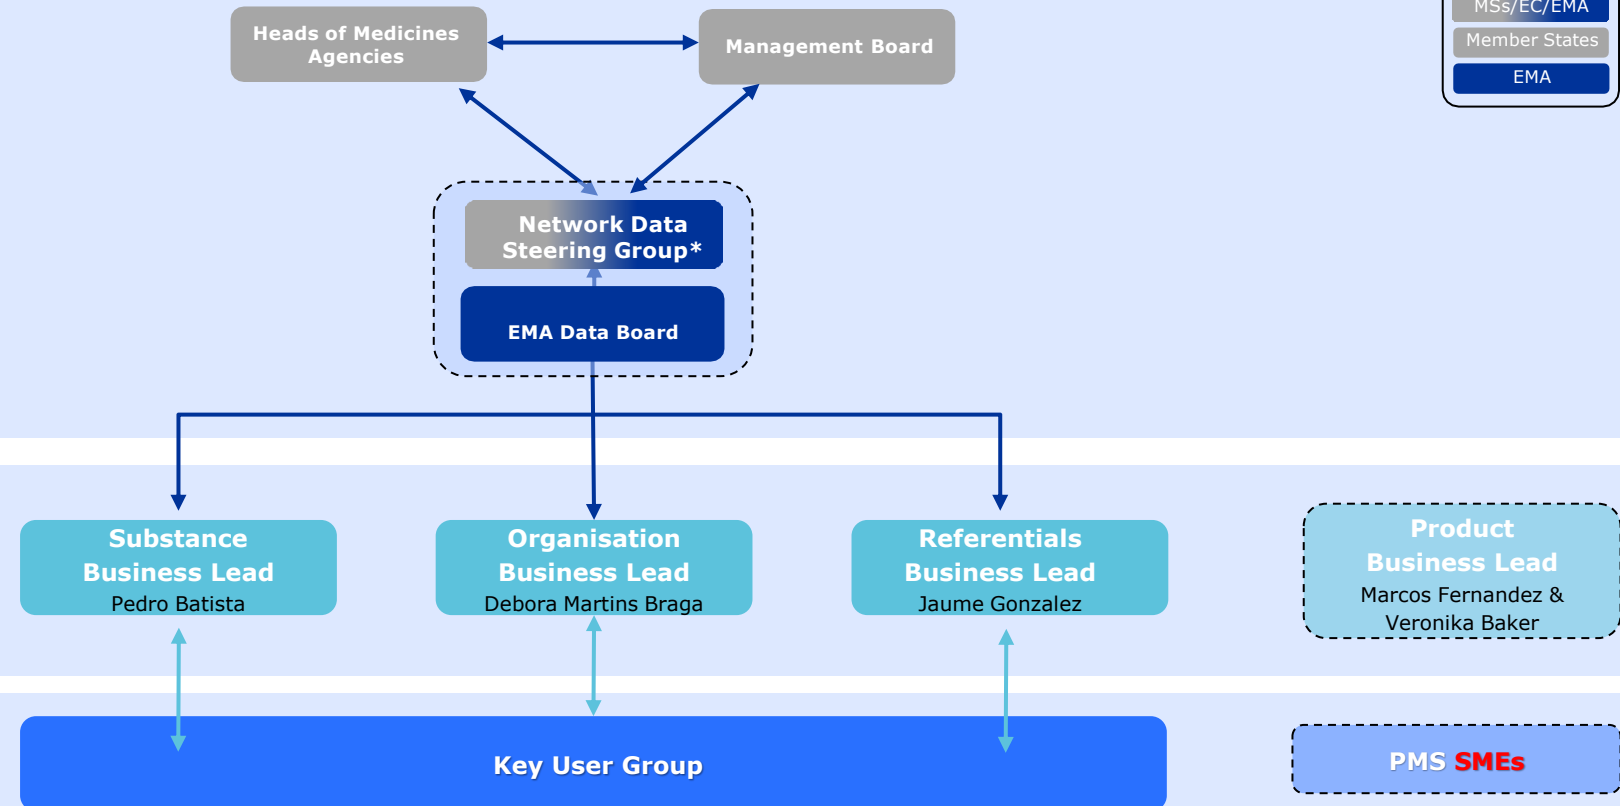 MSs/EC/EMA
Heads of Medicines
Agencies
Management Board
Member States
EMA
Network Data
Steering Group*
EMA Data Board
Substance
Business Lead
Pedro Batista
Organisation
Business Lead
Debora Martins Braga
Referentials
Business Lead
Jaume Gonzalez
Product
Business Lead
Marcos Fernandez &
Veronika Baker
Key User Group
PMS SMEs